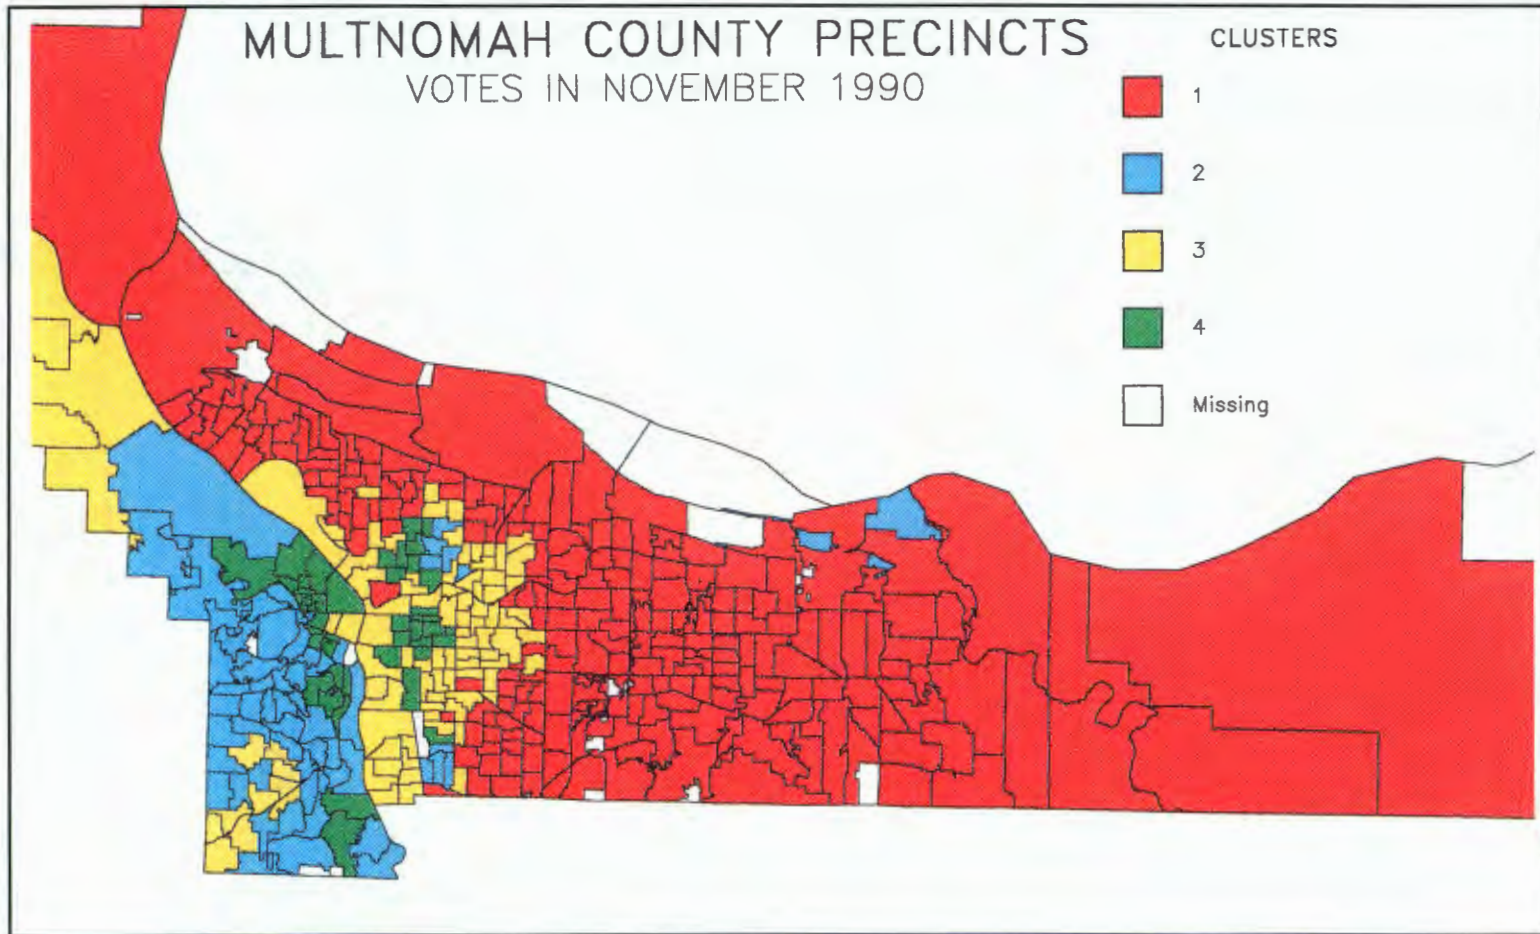 MULTNOMAH COUNTY PRECINCTS
VOTES IN NOVEMBER 1990
CLUSTERS
1
2
3
4
Missing